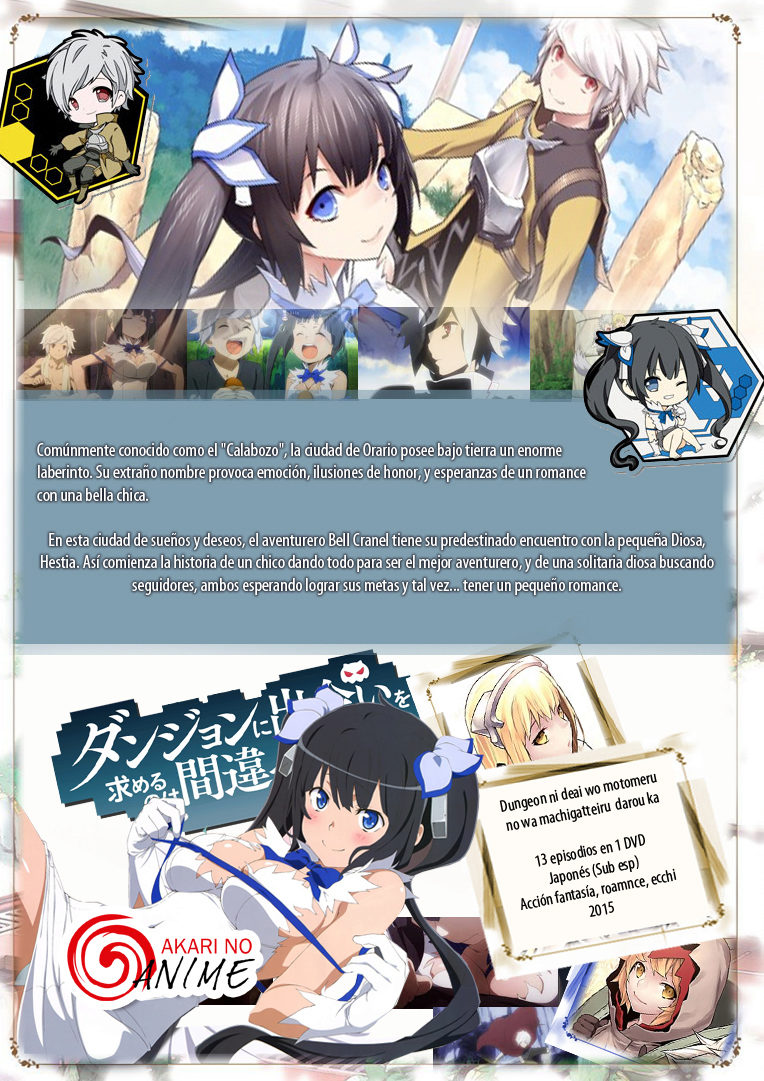 Comúnmente conocido como el "Calabozo", la ciudad de Orario posee bajo tierra un enorme
laberinto. Su extraño nombre provoca emoción, ilusiones de honor, y esperanzas de un romance
con una bella chica.
En esta ciudad de sueños y deseos, el aventurero Bell Cranel tiene su predestinado encuentro con la pequeña Diosa,
Hestia. Así comienza la historia de un chico dando todo para ser el mejor aventurero, y de una solitaria diosa buscando
seguidores, ambos esperando lograr sus metas y tal vez... tener un pequeño romance.
ダンジョンに出会いを
求める
のは間違
Dungeon ni deai wo motomeru
no wa machigatteiru darou ka
13 episodios en 1 DVD
Japonés (Sub esp)
Acción fantasía, roamnce, ecchi
2015
AKARI NO
ANIME